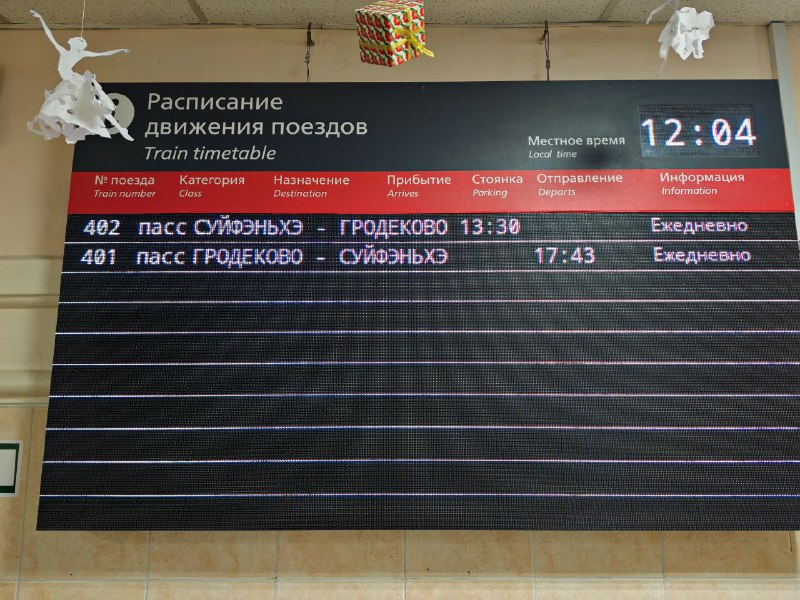 Расписание
движения поездов
Train timetable
Местное время
Local time
12:04
№ поезда Категория Назначение Прибытие Стоянка Отправление Информация
Train number Class Destination Arrives Parking Departs Information
402 пасс СУЙФЭНЬХЭ - ГРОДЕКОВО 13:30 Ежедневно
401 пасс ГРОДЕКОВО - СУЙФЭНЬХЭ 17:43 Ежедневно